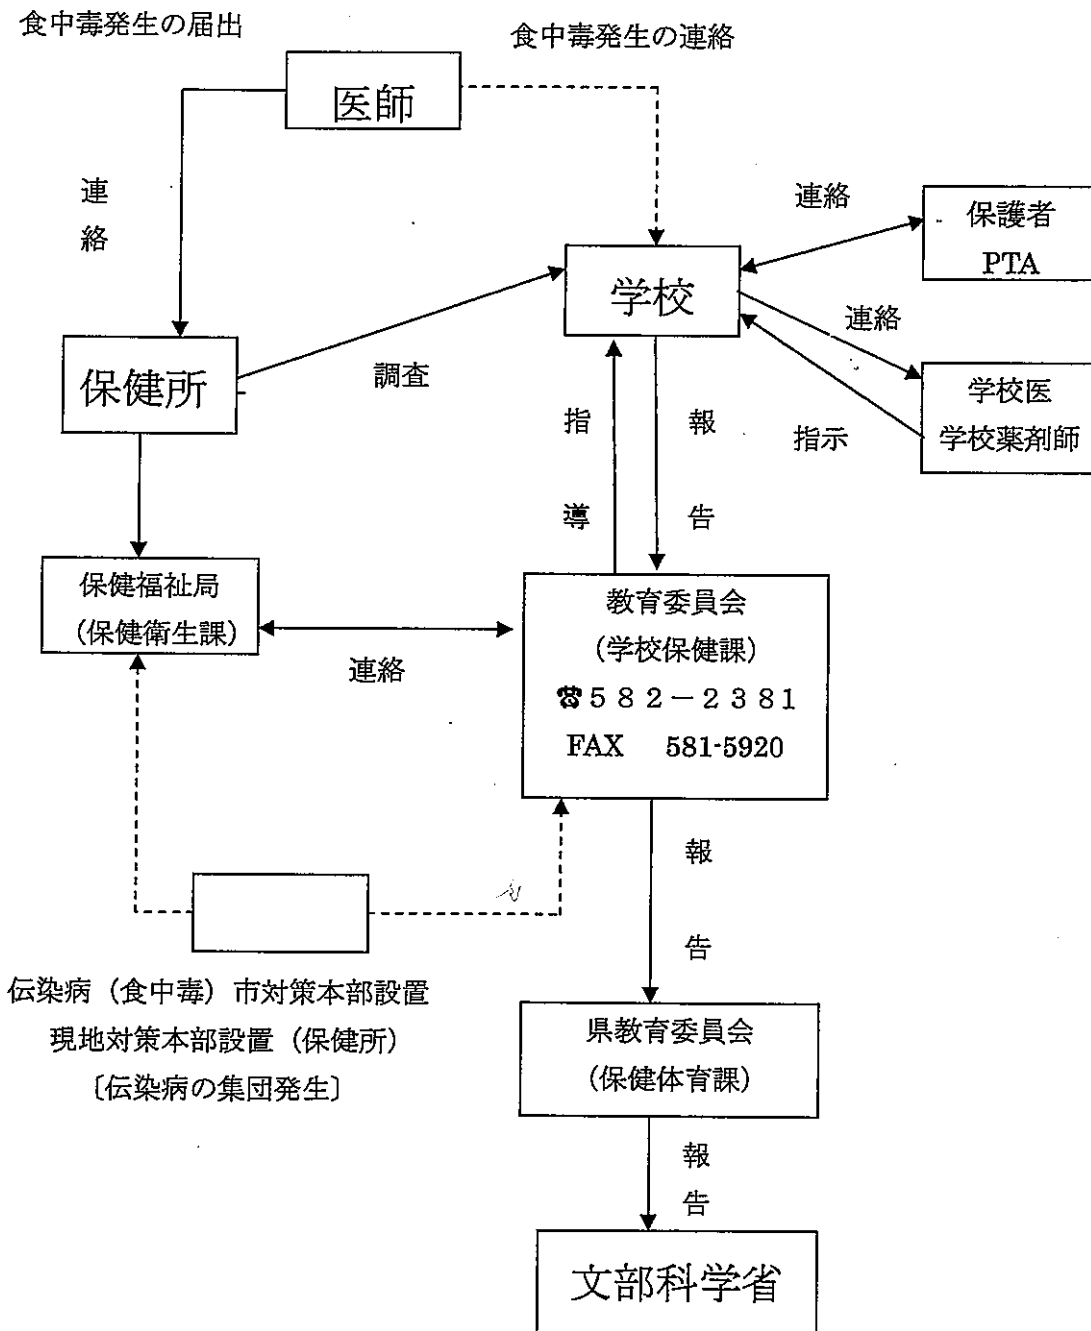 食中毒発生の届出
食中毒発生の連絡
医師
連絡
連絡
保護者
PTA
学校
連絡
保健所
調査
学校医
学校薬剤師
指示
指導
報告
保健福祉局
(保健衛生課)
連絡
教育委員会
(学校保健課)
☎582-2381
FAX 581-5920
報告
伝染病(食中毒)市対策本部設置
現地対策本部設置(保健所)
〔伝染病の集団発生〕
県教育委員会
(保健体育課)
報告
文部科学省